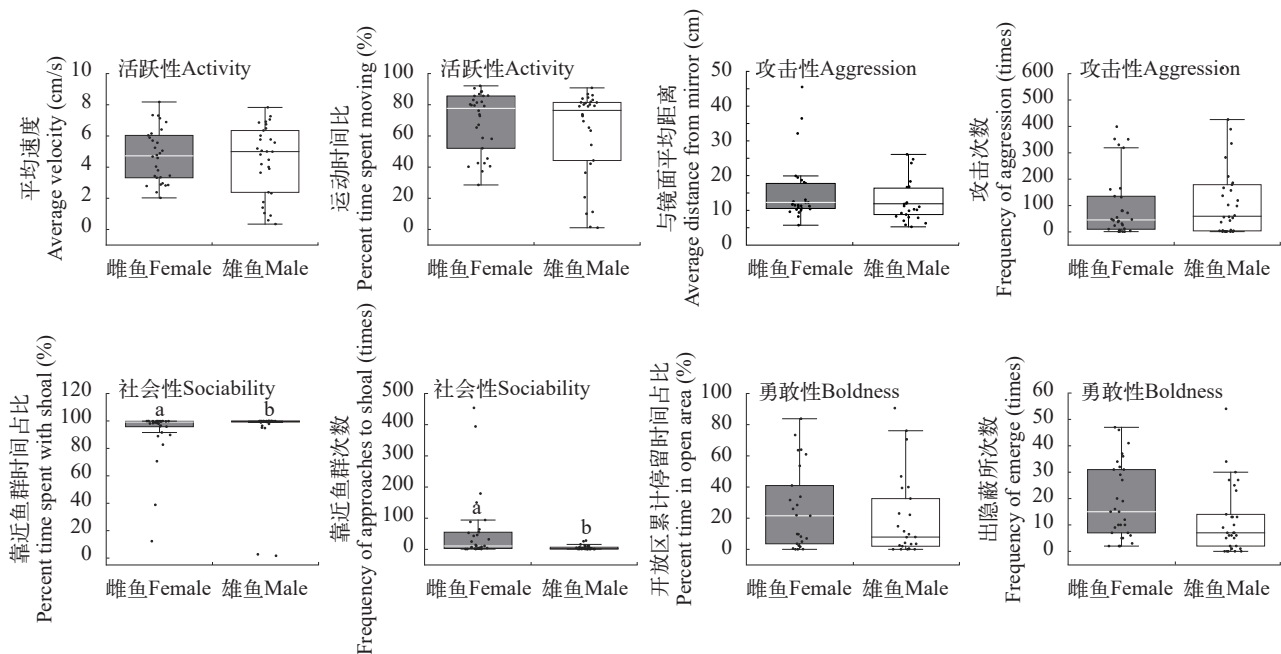 平均速度
Average velocity (cm/s)
活跃性Activity
10
8
6
4
2
0
雌鱼Female
雄鱼Male
运动时间比
Percent time spent moving (%)
活跃性Activity
100
80
60
40
20
0
雌鱼Female
雄鱼Male
与镜面平均距离
Average distance from mirror (cm)
攻击性Aggression
50
40
30
20
10
0
雌鱼Female
雄鱼Male
攻击次数
Frequency of aggression (times)
攻击性Aggression
600
500
400
300
200
100
0
雌鱼Female
雄鱼Male
靠近鱼群时间占比
Percent time spent with shoal (%)
社会性Sociability
120
100
80
60
40
20
0
a
b
雌鱼Female
雄鱼Male
靠近鱼群次数
Frequency of approaches to shoal (times)
社会性Sociability
500
400
300
200
100
0
a
b
雌鱼Female
雄鱼Male
开放区累计停留时间占比
Percent time in open area (%)
勇敢性Boldness
100
80
60
40
20
0
雌鱼Female
雄鱼Male
出隐蔽所次数
Frequency of emerge (times)
勇敢性Boldness
60
50
40
30
20
10
0
雌鱼Female
雄鱼Male